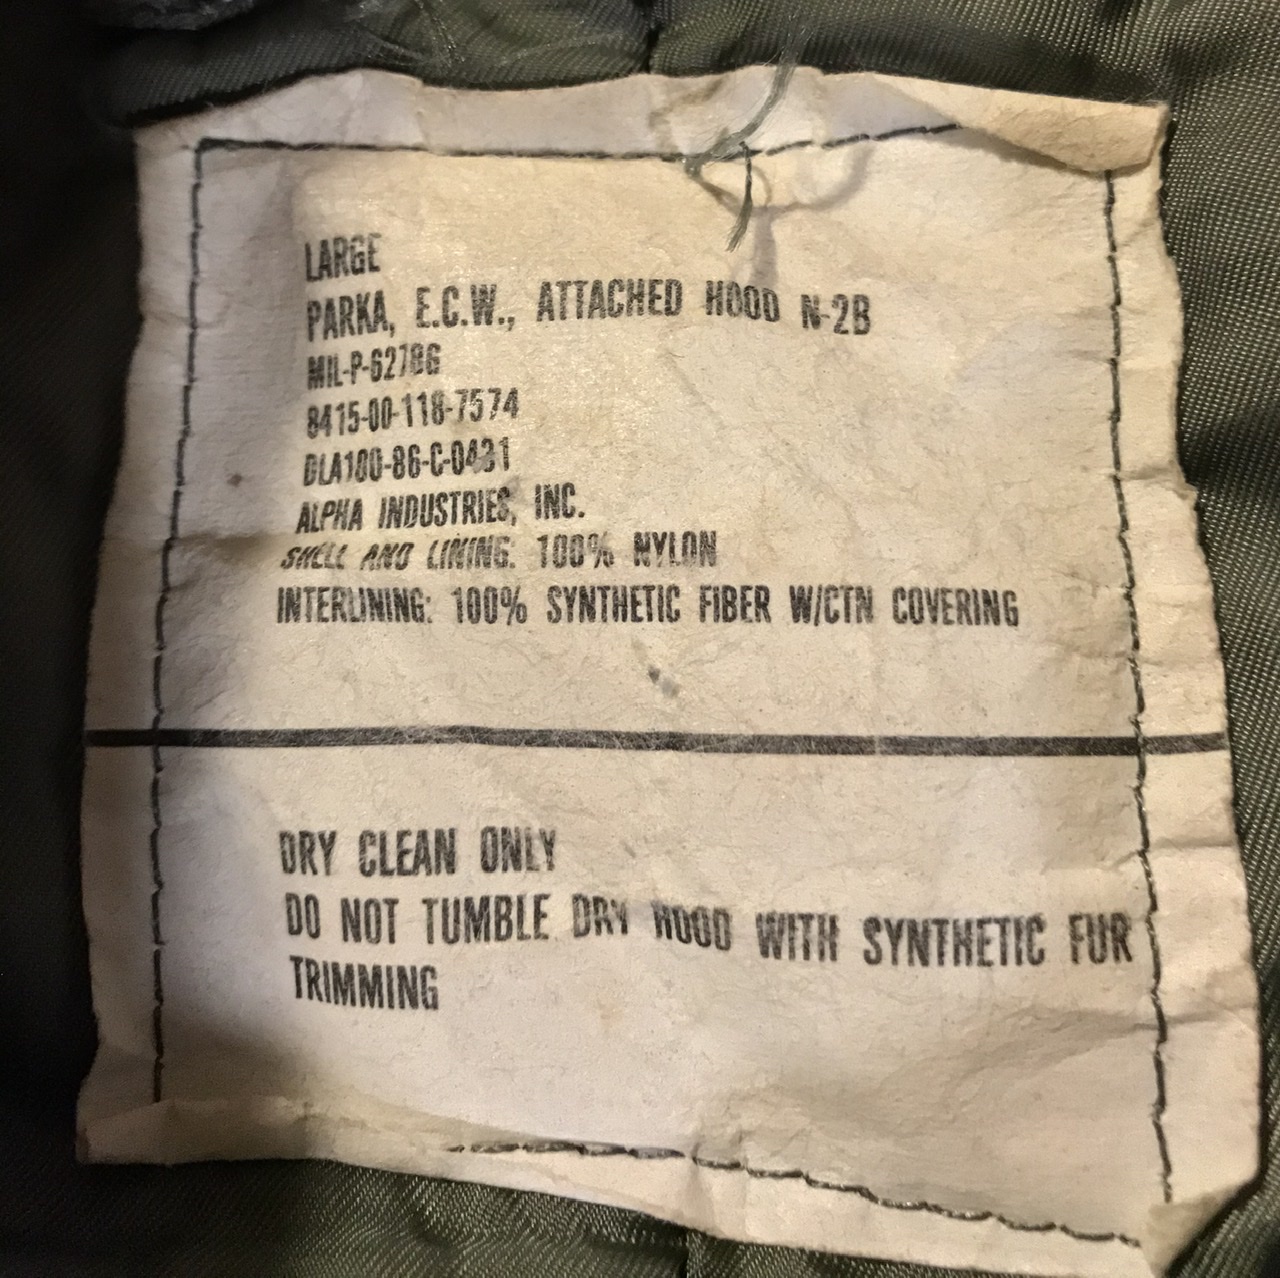 LARGE
PARKA, E.C.W., ATTACHED HOOD N-2B
MIL-P-6278G
8415-00-118-7574
DLA100-86-C-0431
ALPHA INDUSTRIES, INC.
SHELL AND LINING: 100% NYLON
INTERLINING: 100% SYNTHETIC FIBER W/CTN COVERING
DRY CLEAN ONLY
DO NOT TUMBLE DRY HOOD WITH SYNTHETIC FUR
TRIMMING